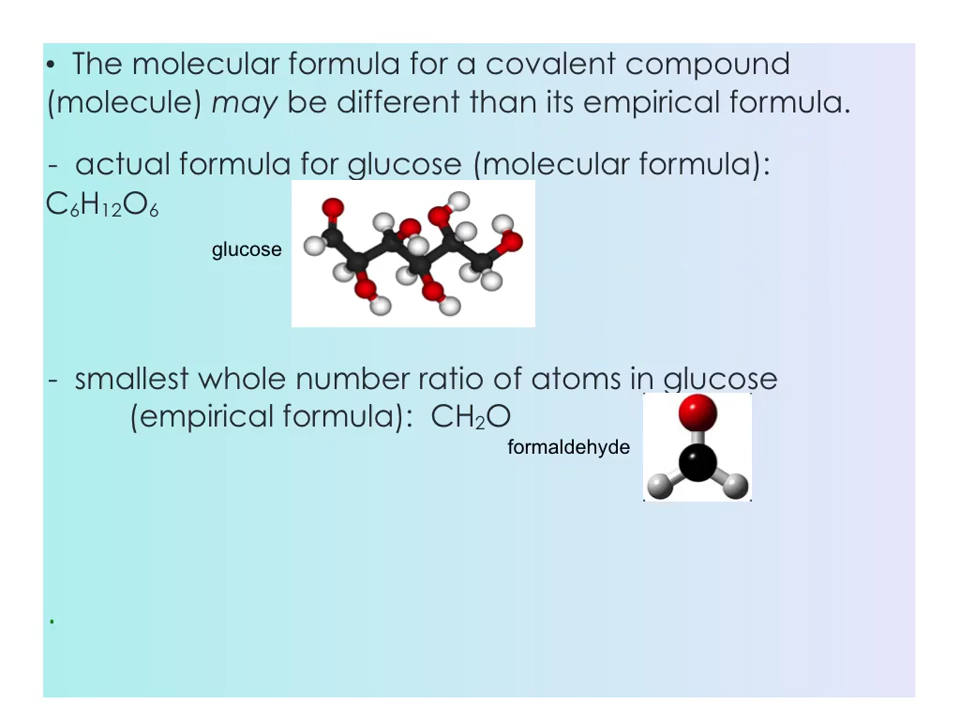 • The molecular formula for a covalent compound
(molecule) may be different than its empirical formula.
- actual formula for glucose (molecular formula):
C₆H₁₂O₆
glucose
- smallest whole number ratio of atoms in glucose
(empirical formula): CH₂O
formaldehyde
.